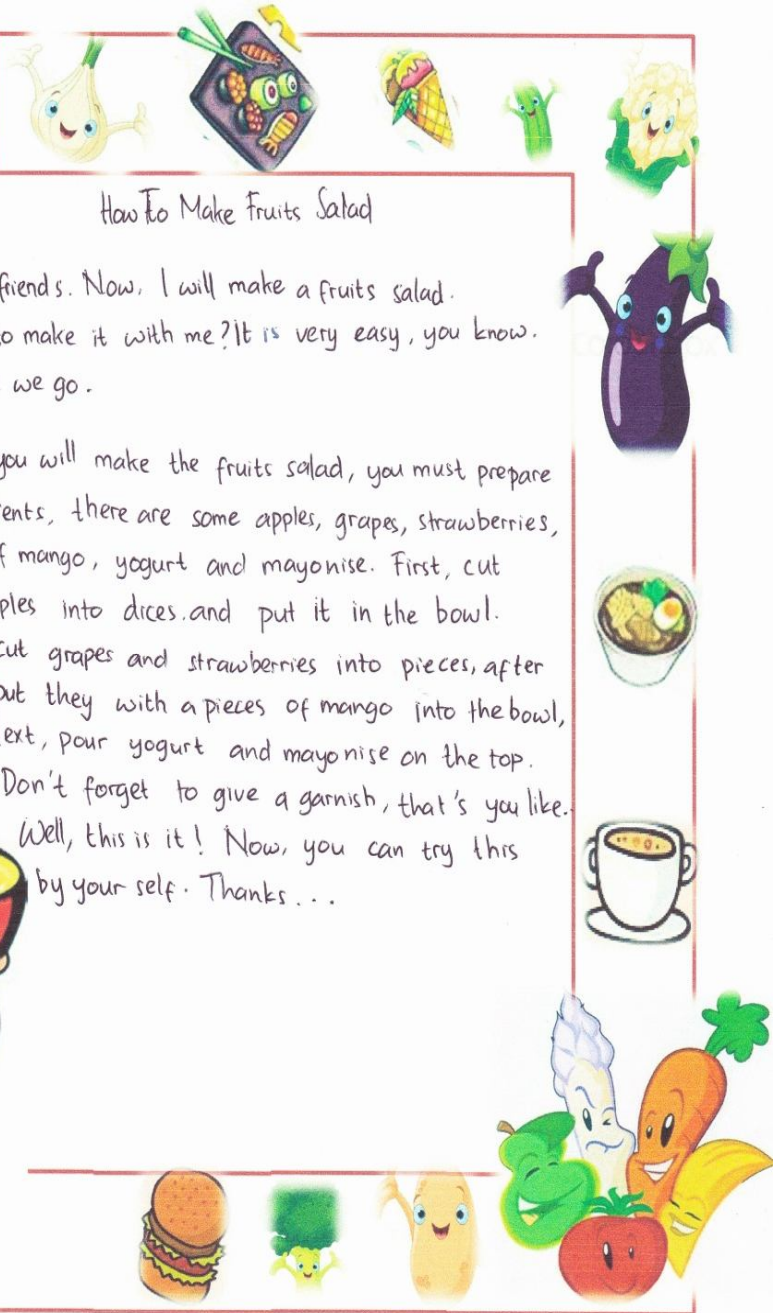 How To Make Fruits Salad
friends. Now, I will make a fruits salad.
o make it with me? It is very easy, you know.
we go.
you will make the fruits salad, you must prepare
ents, there are some apples, grapes, strawberries,
f mango, yogurt and mayonise. First, cut
ples into dices. and put it in the bowl.
cut grapes and strawberries into pieces, after
put they with a pieces of mango into the bowl,
ext, pour yogurt and mayonise on the top.
Don't forget to give a garnish, that's you like.
Well, this is it! Now, you can try this
by your self. Thanks...